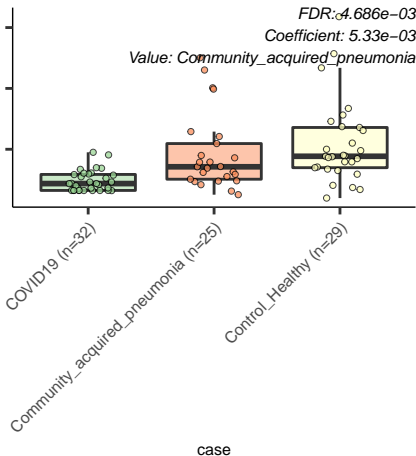 FDR: 4.686e−03
Coefficient: 5.33e−03
Value: Community_acquired_pneumonia
COVID19 (n=32)
Community_acquired_pneumonia (n=25)
Control_Healthy (n=29)
case